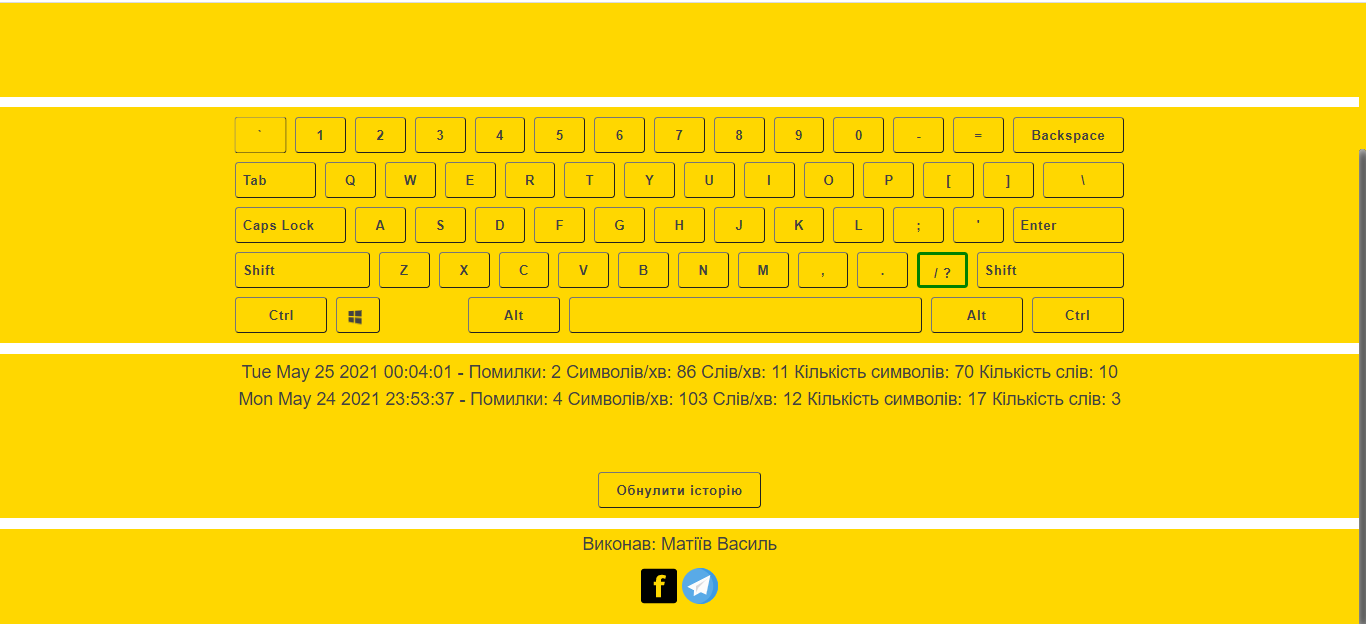 ` 1 2 3 4 5 6 7 8 9 0 - = Backspace
Tab Q W E R T Y U I O P [ ] \
Caps Lock A S D F G H J K L ; ' Enter
Shift Z X C V B N M , . / ? Shift
Ctrl Alt Alt Ctrl
Tue May 25 2021 00:04:01 - Помилки: 2 Символів/хв: 86 Слів/хв: 11 Кількість символів: 70 Кількість слів: 10
Mon May 24 2021 23:53:37 - Помилки: 4 Символів/хв: 103 Слів/хв: 12 Кількість символів: 17 Кількість слів: 3
Обнулити історію
Виконав: Матіїв Василь
f